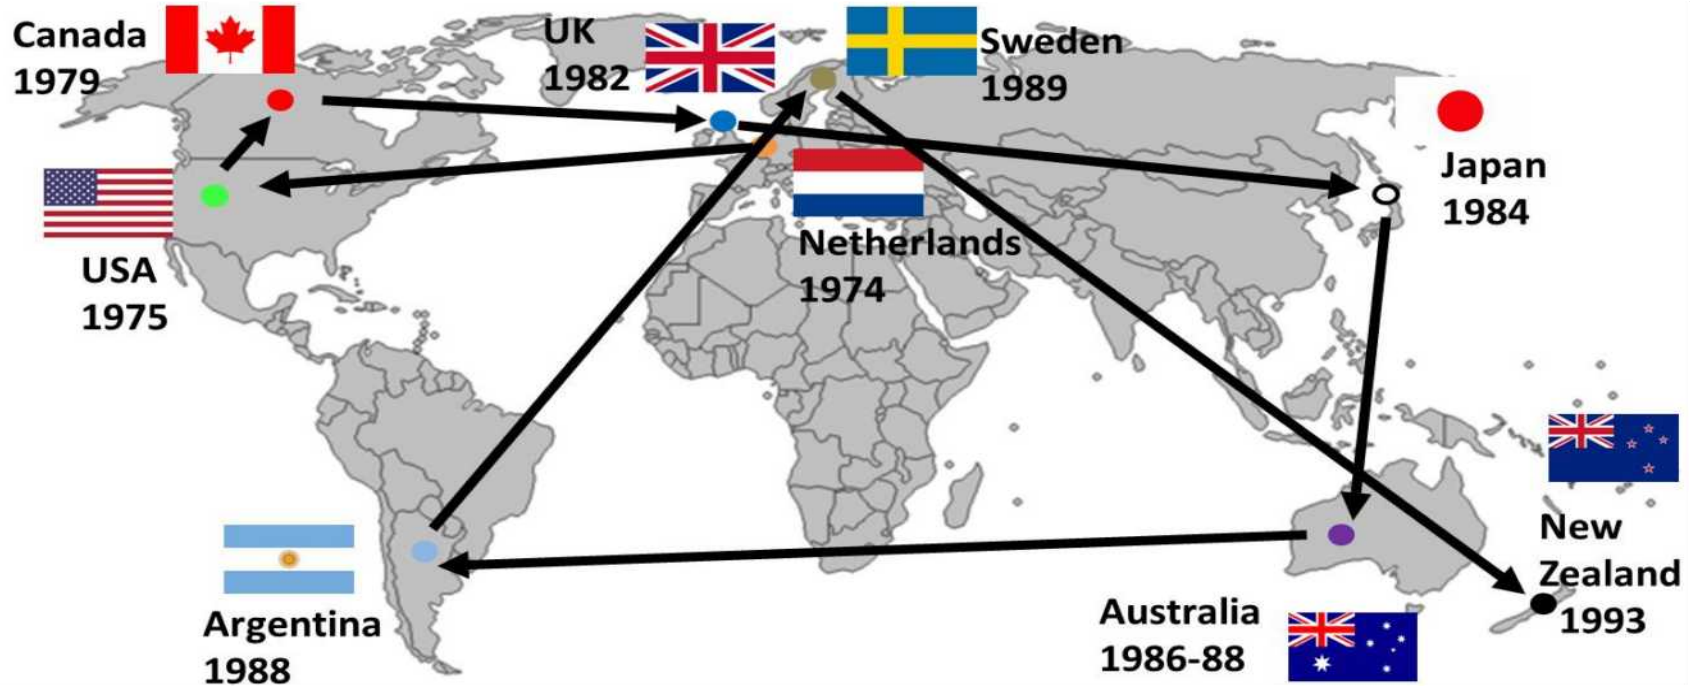 Canada
1979
UK
1982
Sweden
1989
Japan
1984
USA
1975
Netherlands
1974
New
Zealand
1993
Argentina
1988
Australia
1986-88